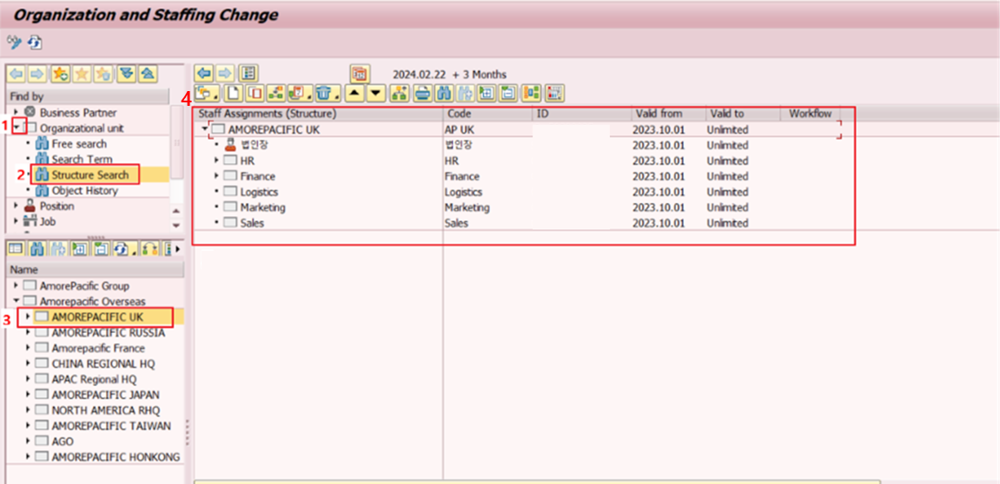 Organization and Staffing Change
2024.02.22 + 3 Months
Find by
Business Partner
1
Organizational unit
Free search
Search Term
2
Structure Search
Object History
Position
Job
Name
AmorePacific Group
Amorepacific Overseas
3
AMOREPACIFIC UK
AMOREPACIFIC RUSSIA
Amorepacific France
CHINA REGIONAL HQ
APAC Regional HQ
AMOREPACIFIC JAPAN
NORTH AMERICA RHQ
AMOREPACIFIC TAIWAN
AGO
AMOREPACIFIC HONKONG
4
Staff Assignments (Structure) Code ID Valid from Valid to Workflow
AMOREPACIFIC UK AP UK 2023.10.01 Unlimited
법인장 법인장 2023.10.01 Unlimited
HR HR 2023.10.01 Unlimited
Finance Finance 2023.10.01 Unlimited
Logistics Logistics 2023.10.01 Unlimited
Marketing Marketing 2023.10.01 Unlimited
Sales Sales 2023.10.01 Unlimited